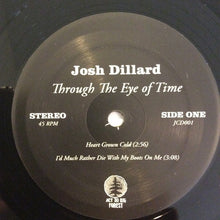 Josh Dillard
Through The Eye of Time
STEREO SIDE ONE
45 RPM JCD001
Heart Grown Cold (2:56)
I'd Much Rather Die With My Boots On Me (3:08)
FOREST